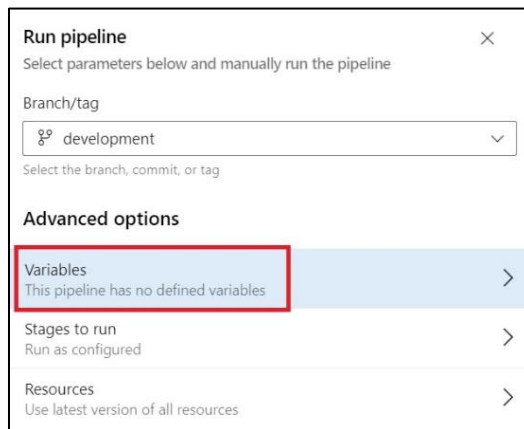 Run pipeline
Select parameters below and manually run the pipeline
Branch/tag
development
Select the branch, commit, or tag
Advanced options
Variables
This pipeline has no defined variables
Stages to run
Run as configured
Resources
Use latest version of all resources